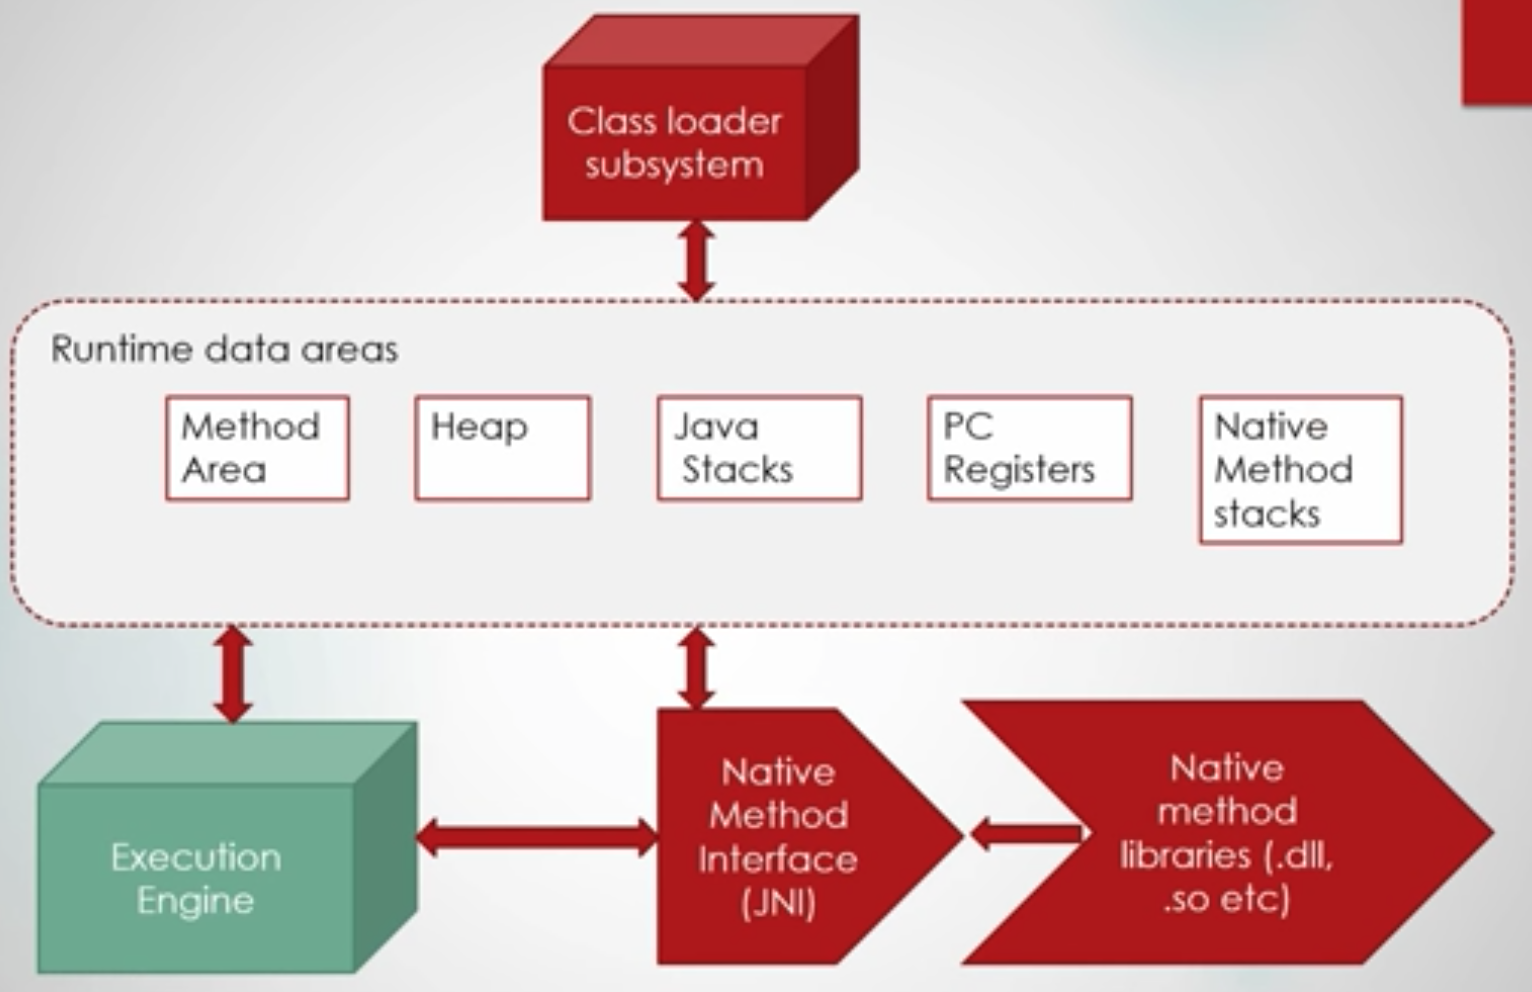 Class loader
subsystem
Runtime data areas
Method
Area
Heap
Java
Stacks
PC
Registers
Native
Method
stacks
Execution
Engine
Native
Method
Interface
(JNI)
Native
method
libraries (.dll,
.so etc)